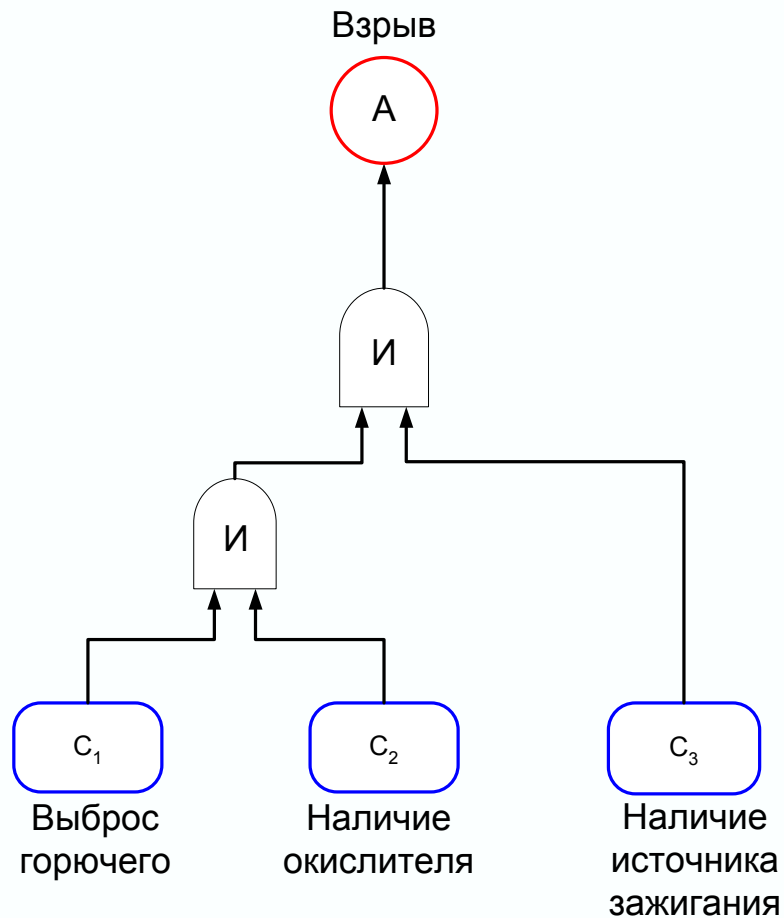 Взрыв
А
И
И
C1
C2
C3
Выброс
горючего
Наличие
окислителя
Наличие
источника
зажигания